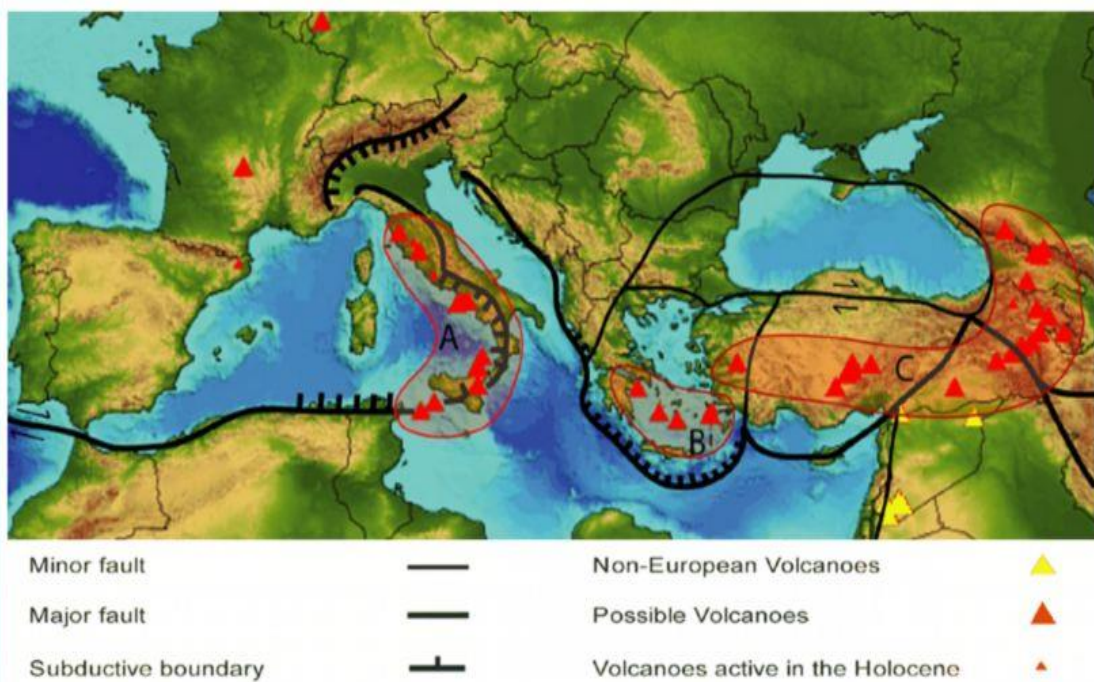 A
B
C
Minor fault
Non-European Volcanoes
Major fault
Possible Volcanoes
Subductive boundary
Volcanoes active in the Holocene